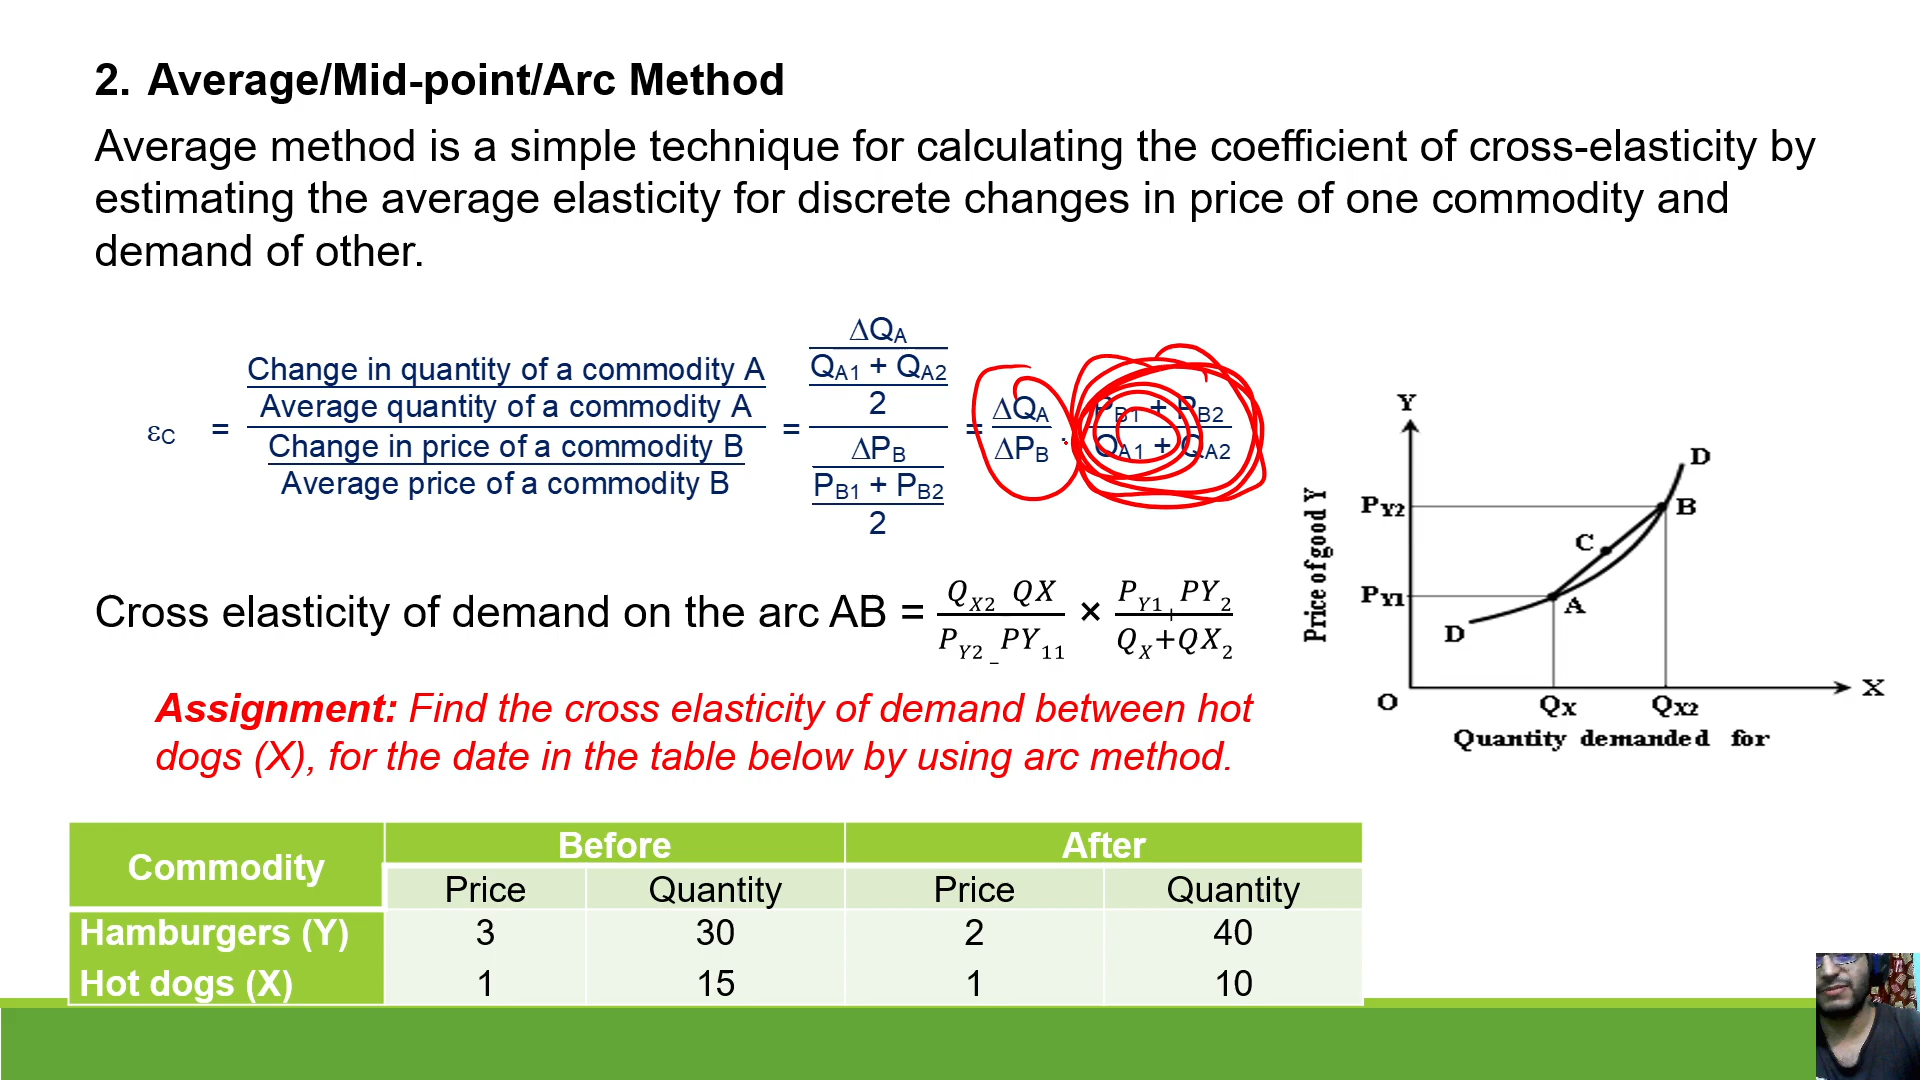 2. Average/Mid-point/Arc Method
Average method is a simple technique for calculating the coefficient of cross-elasticity by
estimating the average elasticity for discrete changes in price of one commodity and
demand of other.
εC = Change in quantity of a commodity A / Average quantity of a commodity A / Change in price of a commodity B / Average price of a commodity B = ΔQA / QA1 + QA2 / 2 / ΔPB / PB1 + PB2 / 2 = ΔQA / ΔPB · PB1 + PB2 / QA1 + QA2
Cross elasticity of demand on the arc AB = QX2 QX / PY2 _ PY11 × PY1 + PY2 / QX+QX2
Assignment: Find the cross elasticity of demand between hot
dogs (X), for the date in the table below by using arc method.
Y
Price of good Y
PY2
PY1
D
B
C
A
D
O
QX
QX2
X
Quantity demanded for
Commodity Before After
Price Quantity Price Quantity
Hamburgers (Y) 3 30 2 40
Hot dogs (X) 1 15 1 10